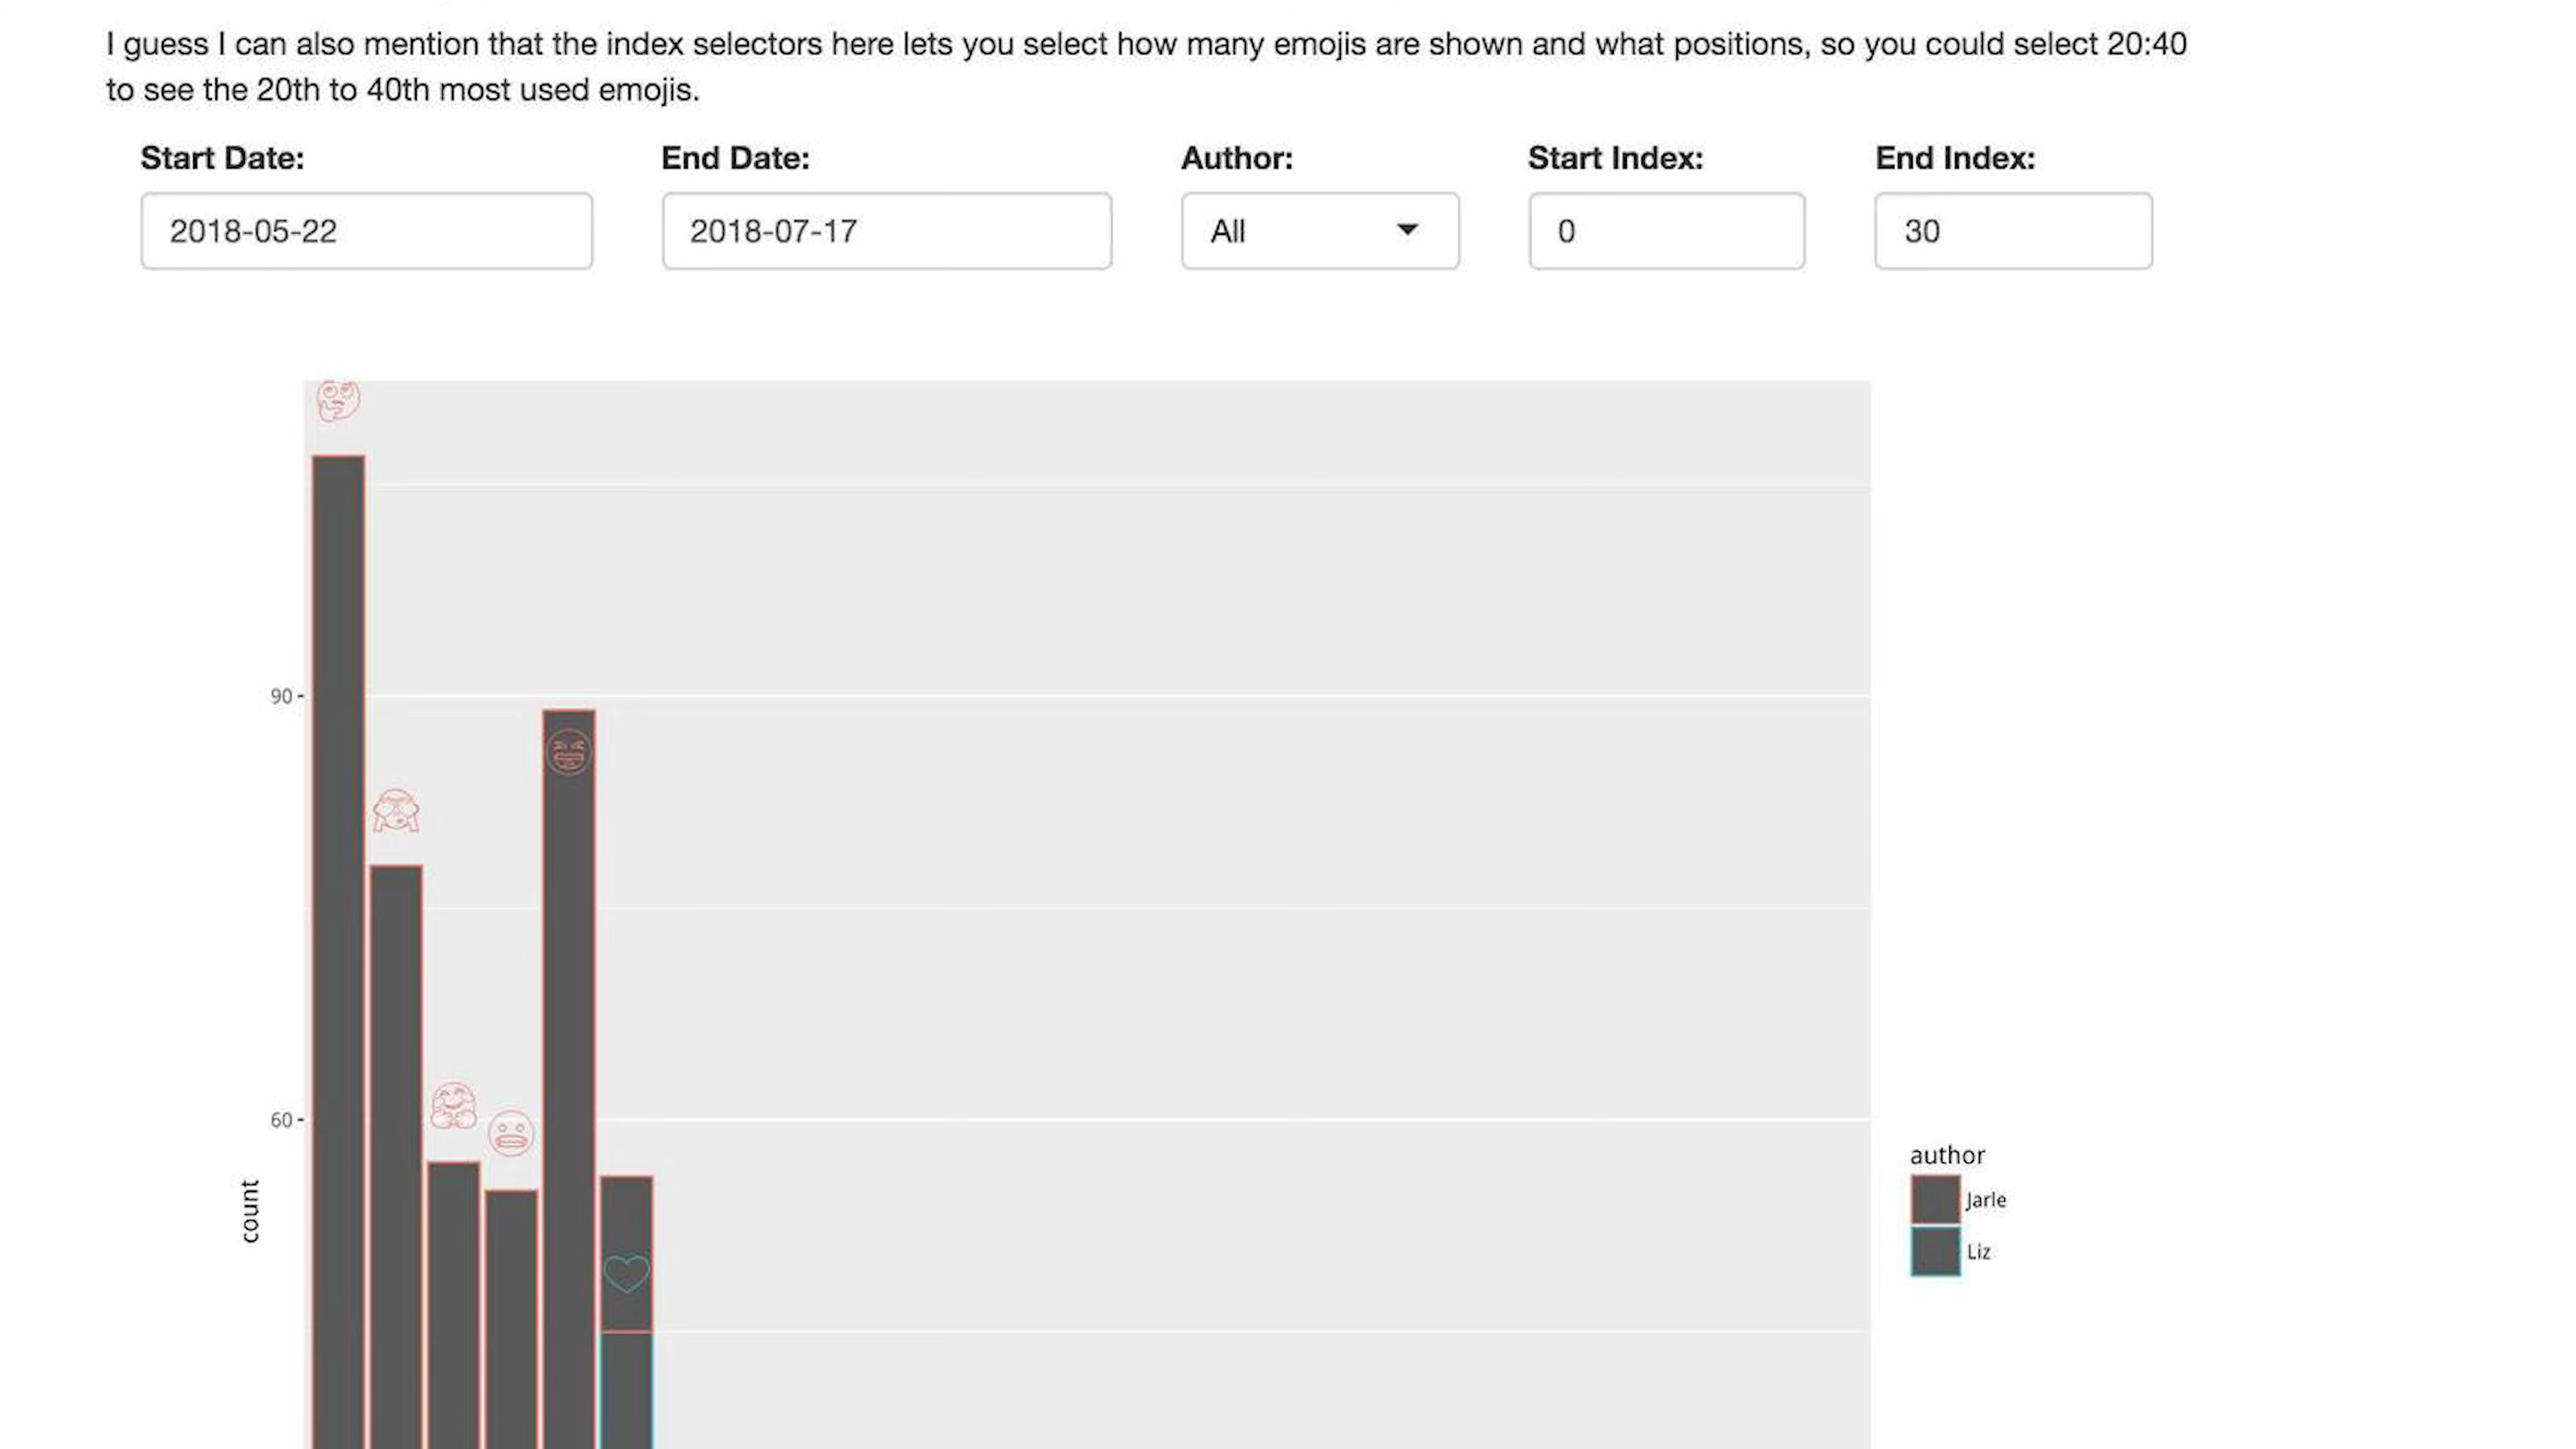 I guess I can also mention that the index selectors here lets you select how many emojis are shown and what positions, so you could select 20:40
to see the 20th to 40th most used emojis.
Start Date: End Date: Author: Start Index: End Index:
2018-05-22 2018-07-17 All 0 30
90
60
count
author
Jarle
Liz